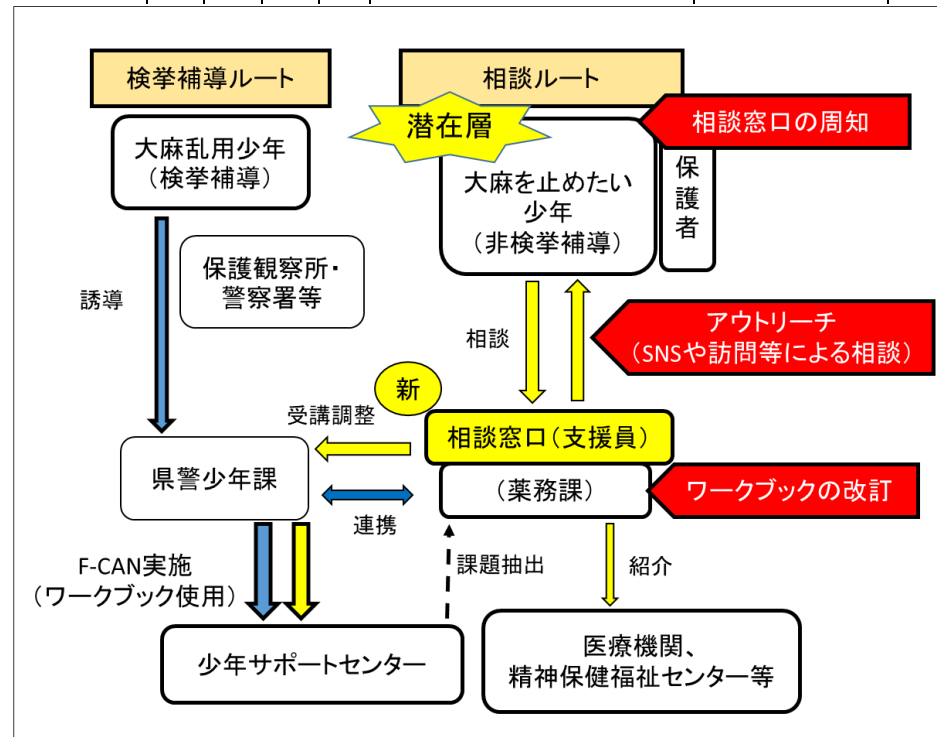 検挙補導ルート
相談ルート
潜在層
相談窓口の周知
大麻乱用少年
(検挙補導)
大麻を止めたい
少年
(非検挙補導)
保護者
保護観察所・
警察署等
誘導
相談
アウトリーチ
(SNSや訪問等による相談)
新
受講調整
相談窓口(支援員)
県警少年課
(薬務課)
ワークブックの改訂
連携
F-CAN実施
(ワークブック使用)
課題抽出
紹介
少年サポートセンター
医療機関、
精神保健福祉センター等